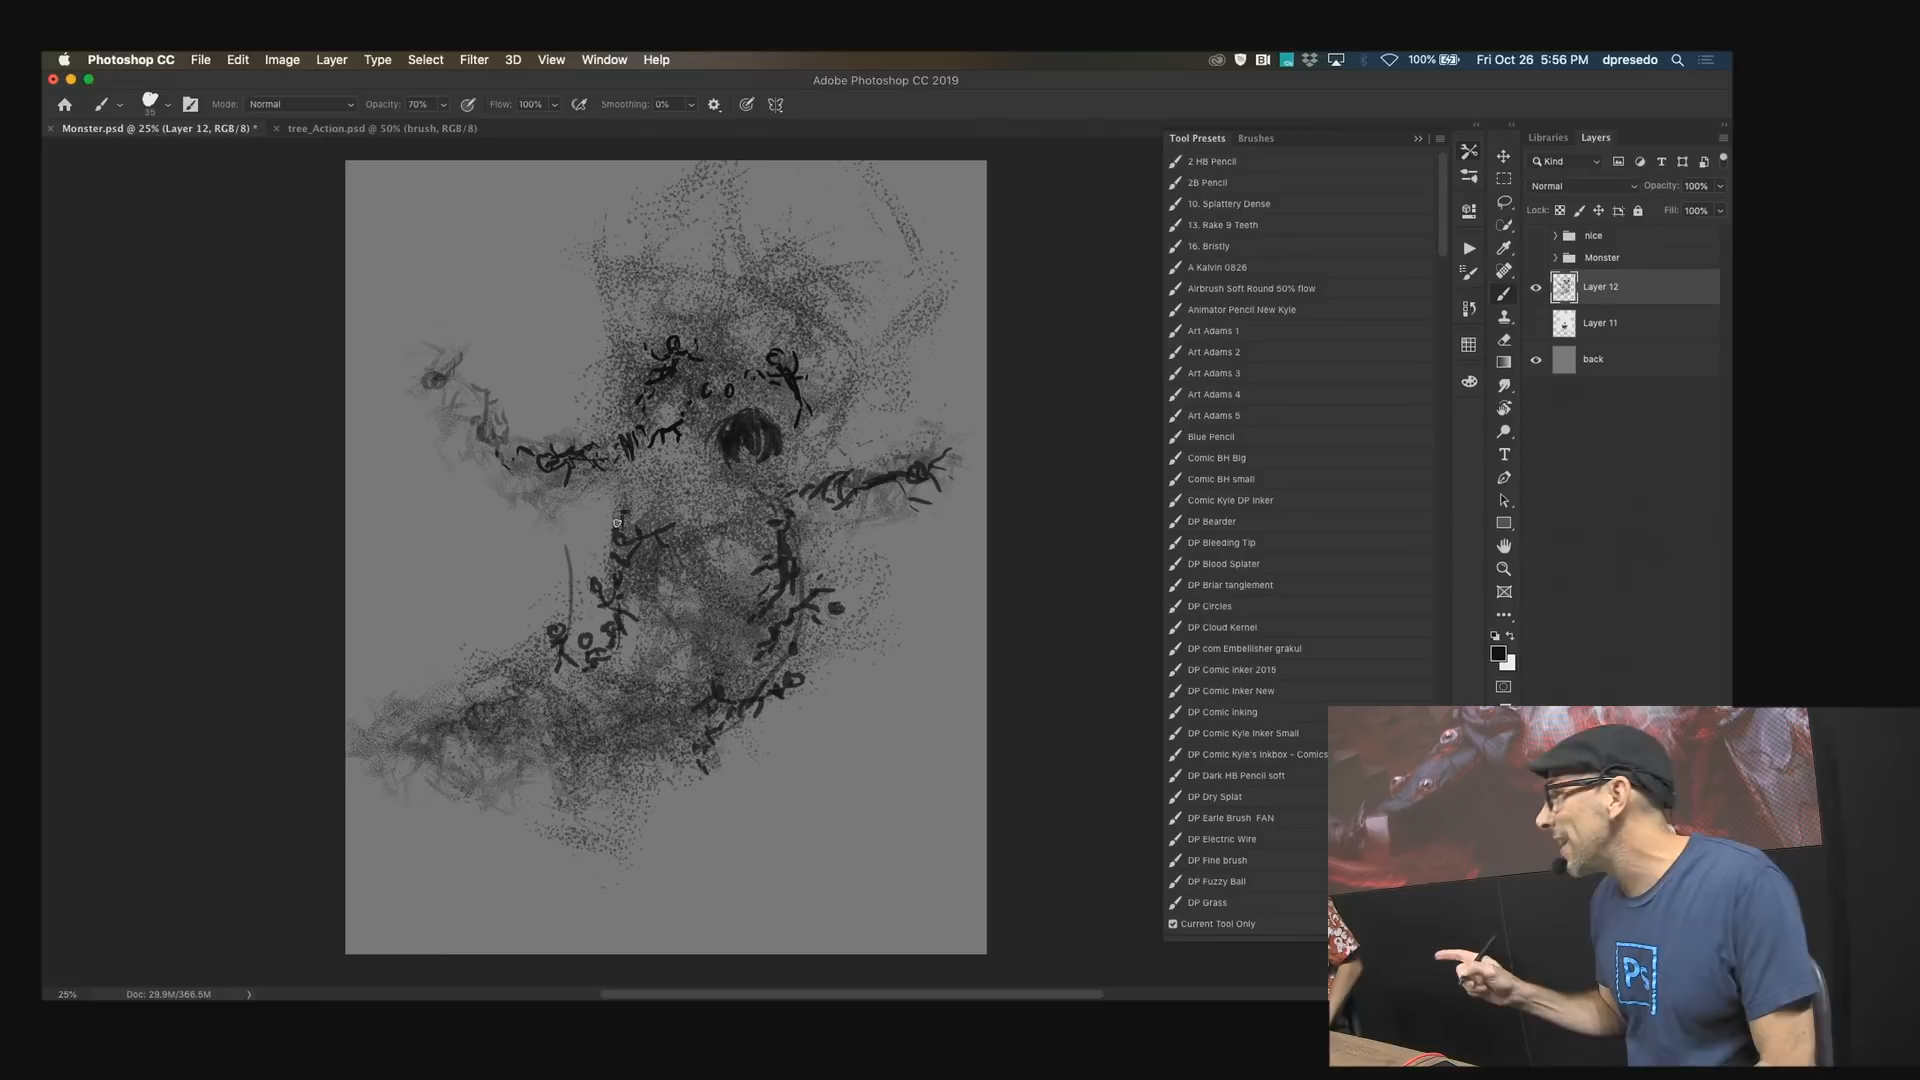 Photoshop CC File Edit Image Layer Type Select Filter 3D View Window Help 100% Fri Oct 26 5:56 PM dpresedo
Adobe Photoshop CC 2019
35 Mode: Normal Opacity: 70% Flow: 100% Smoothing: 0%
Monster.psd @ 25% (Layer 12, RGB/8) * tree_Action.psd @ 50% (brush, RGB/8)
Tool Presets Brushes
2 HB Pencil
2B Pencil
10. Splattery Dense
13. Rake 9 Teeth
16. Bristly
A Kalvin 0826
Airbrush Soft Round 50% flow
Animator Pencil New Kyle
Art Adams 1
Art Adams 2
Art Adams 3
Art Adams 4
Art Adams 5
Blue Pencil
Comic BH Big
Comic BH small
Comic Kyle DP Inker
DP Bearder
DP Bleeding Tip
DP Blood Splater
DP Briar tanglement
DP Circles
DP Cloud Kernel
DP com Embellisher grakul
DP Comic inker 2015
DP Comic Inker New
DP Comic inking
DP Comic Kyle Inker Small
DP Comic Kyle's Inkbox - Comics
DP Dark HB Pencil soft
DP Dry Splat
DP Earle Brush FAN
DP Electric Wire
DP Fine brush
DP Fuzzy Ball
DP Grass
Current Tool Only
Libraries Layers
Kind
Normal Opacity: 100%
Lock: Fill: 100%
nice
Monster
Layer 12
Layer 11
back
Ps
25% Doc: 29.9M/366.5M